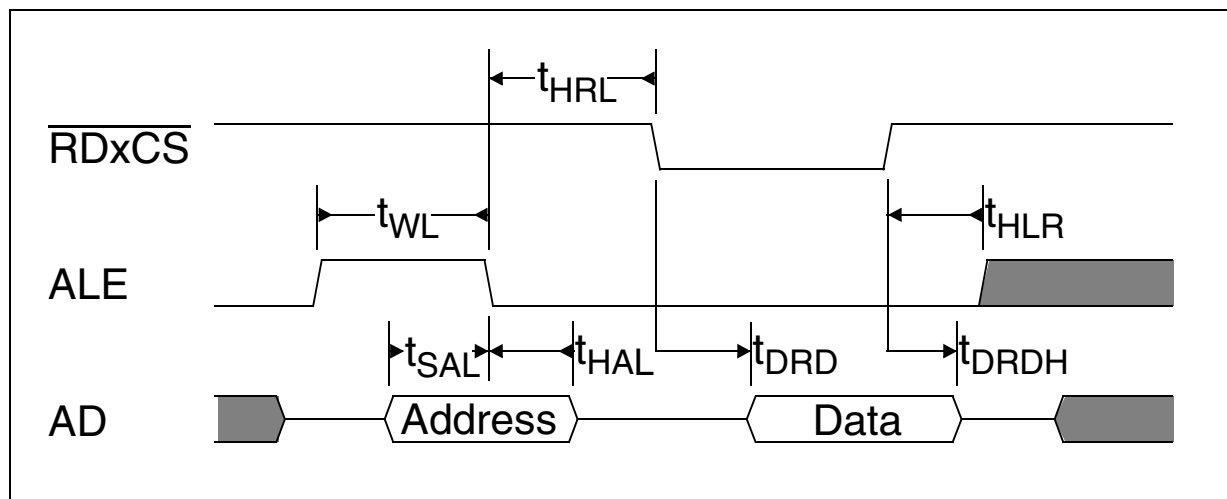 tHRL
RDxCS
tWL
tHLR
ALE
tSAL
tHAL
tDRD
tDRDH
AD
Address
Data